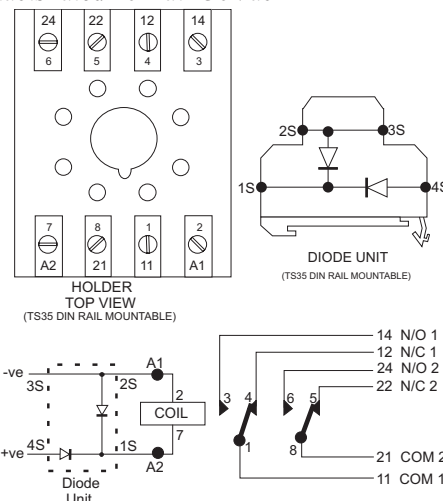 24 22 12 14
6 5 4 3
7 8 1 2
A2 21 11 A1
HOLDER
TOP VIEW
(TS35 DIN RAIL MOUNTABLE)
2S 3S
1S 4S
DIODE UNIT
(TS35 DIN RAIL MOUNTABLE)
-ve A1
3S 2S
2
COIL
7
+ve 4S 1S
A2
Diode
Unit
14 N/O 1
12 N/C 1
24 N/O 2
22 N/C 2
3 4 6 5
1 8
21 COM 2
11 COM 1